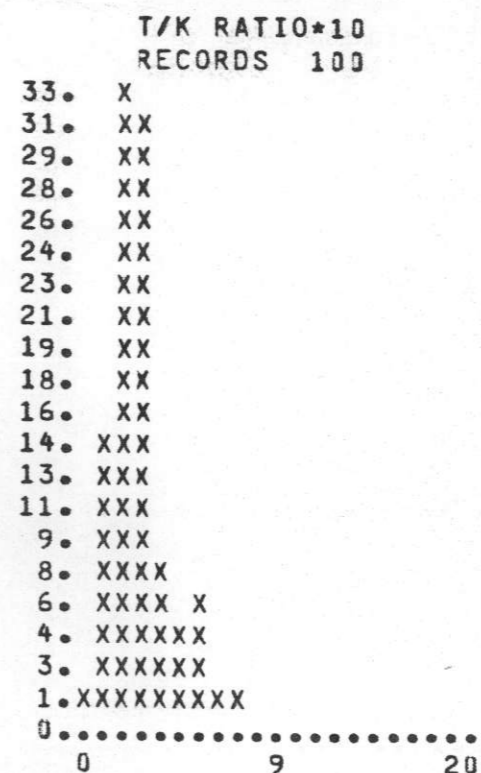 T/K RATIO*10
RECORDS 100
33. X
31. XX
29. XX
28. XX
26. XX
24. XX
23. XX
21. XX
19. XX
18. XX
16. XX
14. XXX
13. XXX
11. XXX
9. XXX
8. XXXX
6. XXXX X
4. XXXXXX
3. XXXXXX
1.XXXXXXXXX
0.....................
0 9 20